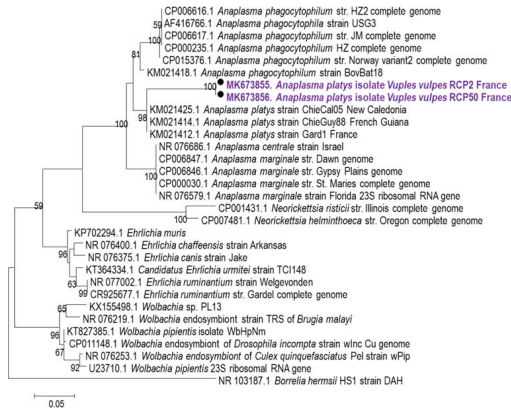 CP006616.1 Anaplasma phagocytophilum str. HZ2 complete genome
AF416766.1 Anaplasma phagocytophila strain USG3
59
CP006617.1 Anaplasma phagocytophilum str. JM complete genome
100
CP000235.1 Anaplasma phagocytophilum HZ complete genome
81
CP015376.1 Anaplasma phagocytophilum str. Norway variant2 complete genome
KM021418.1 Anaplasma phagocytophilum strain BovBat18
100
MK673855. Anaplasma platys isolate Vuples vulpes RCP2 France
MK673856. Anaplasma platys isolate Vuples vulpes RCP50 France
KM021425.1 Anaplasma platys strain ChieCal05 New Caledonia
98
KM021414.1 Anaplasma platys strain ChieGuy88 French Guiana
100
KM021412.1 Anaplasma platys strain Gard1 France
NR 076686.1 Anaplasma centrale strain Israel
CP006847.1 Anaplasma marginale str. Dawn genome
CP006846.1 Anaplasma marginale str. Gypsy Plains genome
100
CP000030.1 Anaplasma marginale str. St. Maries complete genome
NR 076579.1 Anaplasma marginale strain Florida 23S ribosomal RNA gene
59
CP001431.1 Neorickettsia risticii str. Illinois complete genome
100
CP007481.1 Neorickettsia helminthoeca str. Oregon complete genome
KP702294.1 Ehrlichia muris
NR 076400.1 Ehrlichia chaffeensis strain Arkansas
96
NR 076375.1 Ehrlichia canis strain Jake
KT364334.1 Candidatus Ehrlichia urmitei strain TCI148
63
NR 077002.1 Ehrlichia ruminantium strain Welgevonden
99
CR925677.1 Ehrlichia ruminantium str. Gardel complete genome
65
KX155498.1 Wolbachia sp. PL13
NR 076219.1 Wolbachia endosymbiont strain TRS of Brugia malayi
96
KT827385.1 Wolbachia pipientis isolate WbHpNm
CP011148.1 Wolbachia endosymbiont of Drosophila incompta strain wInc Cu genome
67
NR 076253.1 Wolbachia endosymbiont of Culex quinquefasciatus Pel strain wPip
92
U23710.1 Wolbachia pipientis 23S ribosomal RNA gene
NR 103187.1 Borrelia hermsii HS1 strain DAH
0.05